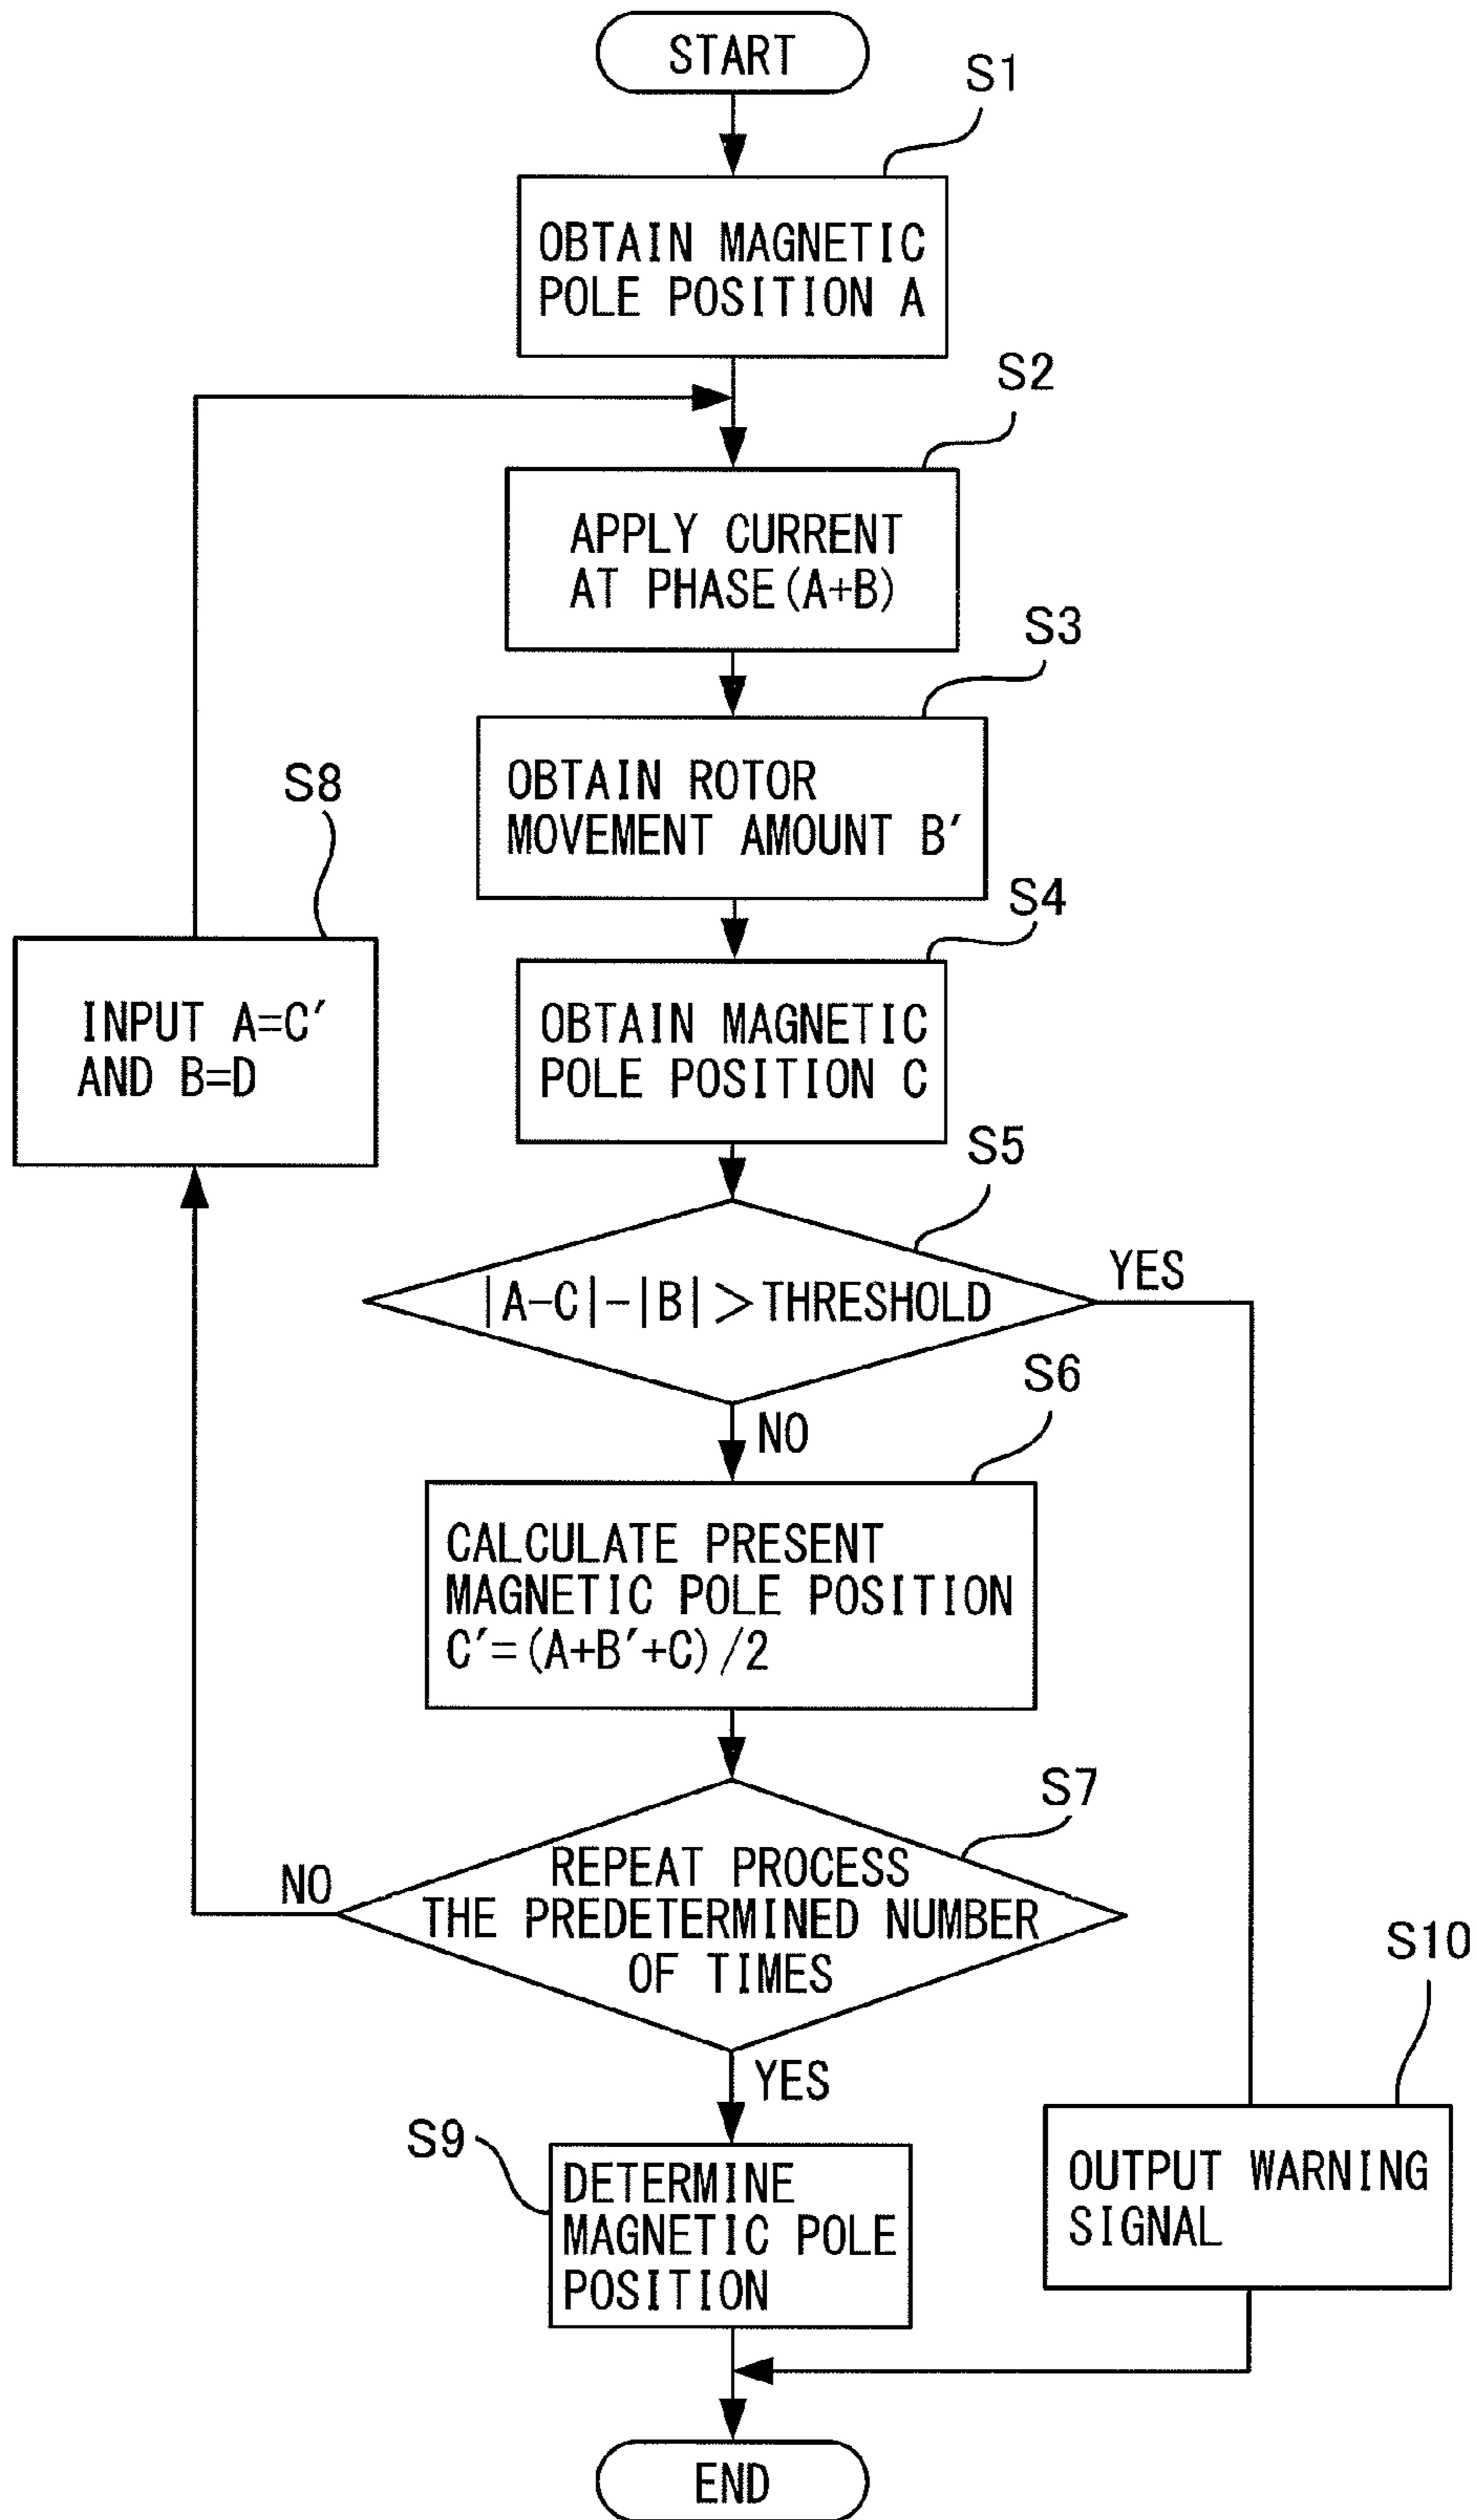 START
S1
OBTAIN MAGNETIC
POLE POSITION A
S2
APPLY CURRENT
AT PHASE(A+B)
S3
OBTAIN ROTOR
MOVEMENT AMOUNT B'
S8
INPUT A=C'
AND B=D
S4
OBTAIN MAGNETIC
POLE POSITION C
S5
|A-C|-|B|>THRESHOLD
YES
NO
S6
CALCULATE PRESENT
MAGNETIC POLE POSITION
C'=(A+B'+C)/2
S7
REPEAT PROCESS
THE PREDETERMINED NUMBER
OF TIMES
NO
YES
S9
DETERMINE
MAGNETIC POLE
POSITION
S10
OUTPUT WARNING
SIGNAL
END